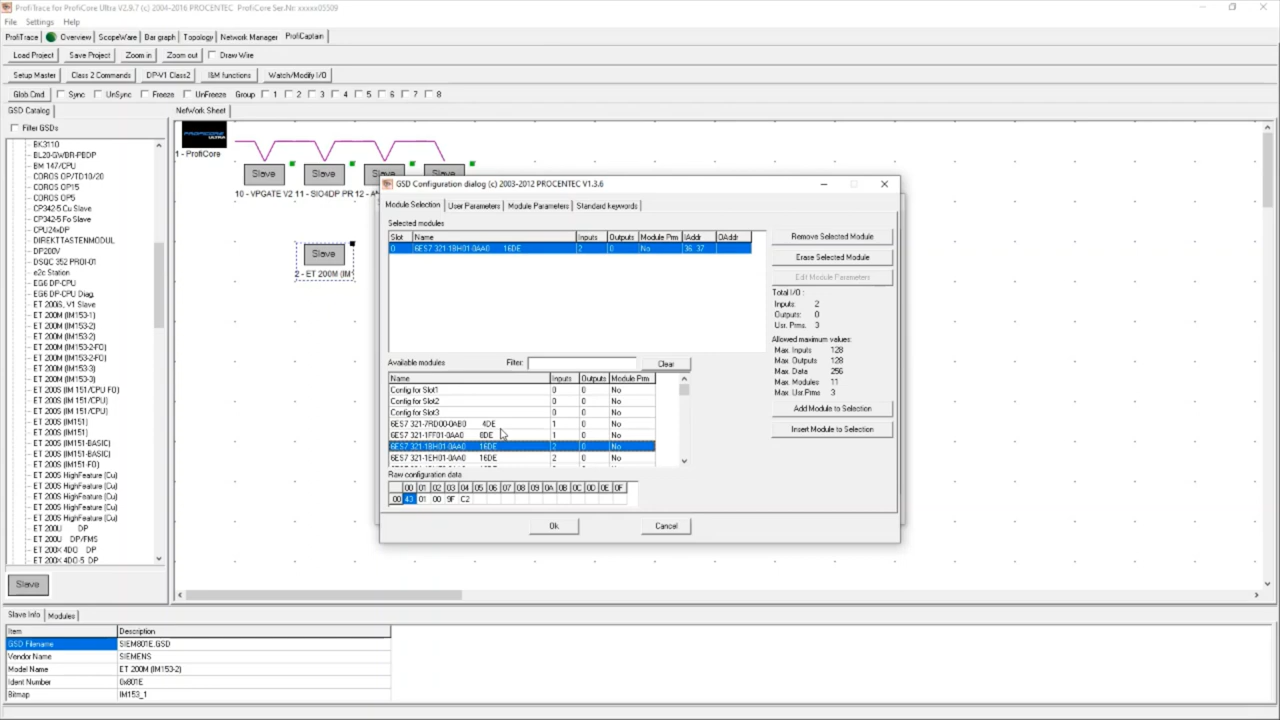 ProfiTrace for ProfiCore Ultra V2.9.7 (c) 2004-2016 PROCENTEC ProfiCore Ser.Nr: xxxxx05509
File Settings Help
ProfiTrace Overview ScopeWare Bar graph Topology Network Manager ProfiCaptain
Load Project Save Project Zoom in Zoom out Draw Wire
Setup Master Class 2 Commands DP-V1 Class2 I&M functions Watch/Modify I/O
Glob.Cmd Sync UnSync Freeze UnFreeze Group 1 2 3 4 5 6 7 8
GSD Catalog
Filter GSDs
BK3110
BL20-GWBR-PBDP
BM 147/CPU
COROS OP/TD10/20
COROS OP15
COROS OP5
CP342-5 Cu Slave
CP342-5 Fo Slave
CPU24xDP
DIREKTTASTENMODUL
DP200V
DSQC 352 PROI-01
e2c Station
EG6 DP-CPU
EG6 DP-CPU Diag.
ET 200S, V1 Slave
ET 200M (IM153-1)
ET 200M (IM153-2)
ET 200M (IM153-2)
ET 200M (IM153-2-FO)
ET 200M (IM153-2-FO)
ET 200M (IM153-3)
ET 200M (IM153-3)
ET 200S (IM 151/CPU FO)
ET 200S (IM 151/CPU)
ET 200S (IM 151/CPU)
ET 200S (IM151)
ET 200S (IM151)
ET 200S (IM151-BASIC)
ET 200S (IM151-BASIC)
ET 200S (IM151-FO)
ET 200S HighFeature (Cu)
ET 200S HighFeature (Cu)
ET 200S HighFeature (Cu)
ET 200S HighFeature (Cu)
ET 200S HighFeature (Cu)
ET 200U DP
ET 200U DP/FMS
ET 200X 4DO DP
ET 200X 4DO-5 DP
Slave
Network Sheet
PROFICORE
ULTRA
1 - ProfiCore
Slave Slave Slave Slave
10 - VPGATE V2 11 - SIO4DP PR 12 -
Slave
2 - ET 200M (IM
GSD Configuration dialog (c) 2003-2012 PROCENTEC V1.3.6
Module Selection User Parameters Module Parameters Standard keywords
Selected modules
Slot Name Inputs Outputs Module Prm IAddr OAddr
0 6ES7 321-1BH01-0AA0 16DE 2 0 No 36 37
Remove Selected Module
Erase Selected Module
Edit Module Parameters
Total I/O :
Inputs: 2
Outputs: 0
Usr. Prms. 3
Allowed maximum values:
Max. Inputs 128
Max. Outputs 128
Max. Data 256
Max. Modules 11
Max. Usr.Prms 3
Add Module to Selection
Insert Module to Selection
Available modules Filter: Clear
Name Inputs Outputs Module Prm
Config for Slot1 0 0 No
Config for Slot2 0 0 No
Config for Slot3 0 0 No
6ES7 321-7RD00-0AB0 4DE 1 0 No
6ES7 321-1FF01-0AA0 8DE 1 0 No
6ES7 321-1BH01-0AA0 16DE 2 0 No
6ES7 321-1EH01-0AA0 16DE 2 0 No
Raw configuration data
00 01 02 03 04 05 06 07 08 09 0A 0B 0C 0D 0E 0F
00 43 01 00 9F C2
Ok Cancel
Slave Info Modules
Item Description
GSD Filename SIEM801E.GSD
Vendor Name SIEMENS
Model Name ET 200M (IM153-2)
Ident Number 0x801E
Bitmap IM153_1